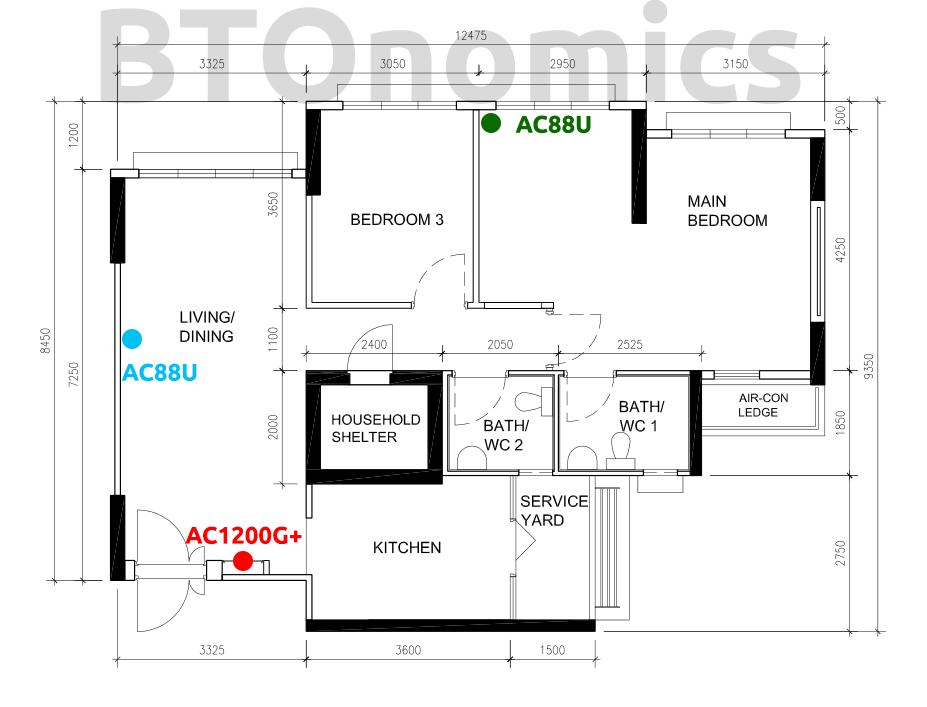 BTOnomics
12475
3325
3050
2950
3150
1200
500
AC88U
3650
MAIN
BEDROOM
BEDROOM 3
4250
LIVING/
DINING
8450
7250
1100
2400
2050
2525
9350
AC88U
AIR-CON
LEDGE
HOUSEHOLD
SHELTER
2000
BATH/
WC 2
BATH/
WC 1
1850
SERVICE
YARD
AC1200G+
KITCHEN
2750
3325
3600
1500